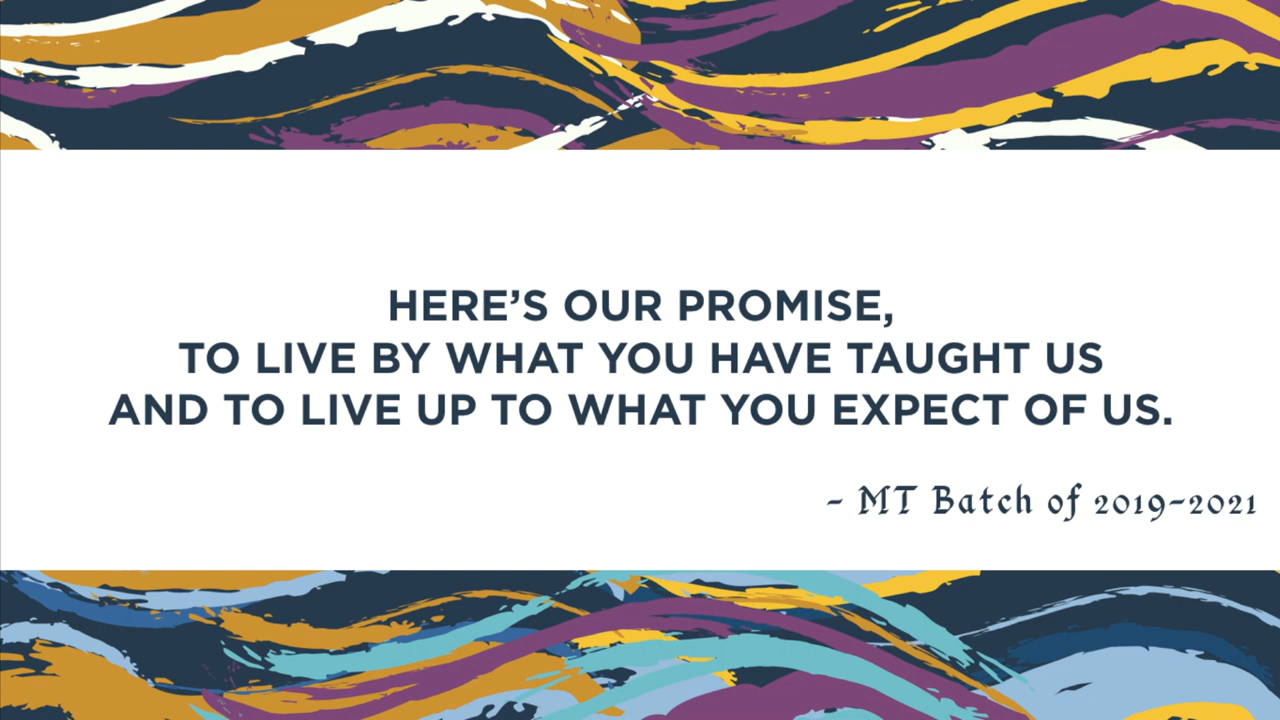 HERE’S OUR PROMISE,
TO LIVE BY WHAT YOU HAVE TAUGHT US
AND TO LIVE UP TO WHAT YOU EXPECT OF US.
- MT Batch of 2019-2021